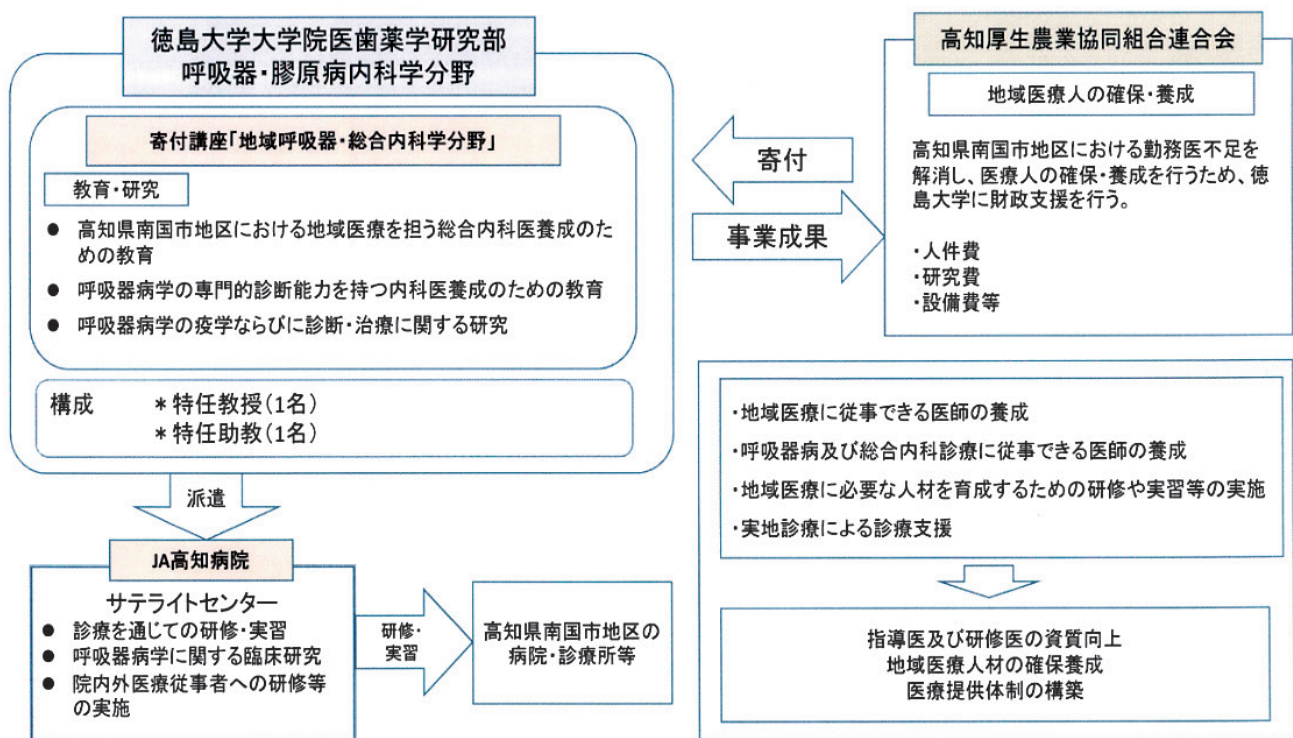 徳島大学大学院医歯薬学研究部
呼吸器・膠原病内科学分野
寄付講座「地域呼吸器・総合内科学分野」
教育・研究
● 高知県南国市地区における地域医療を担う総合内科医養成のた
めの教育
● 呼吸器病学の専門的診断能力を持つ内科医養成のための教育
● 呼吸器病学の疫学ならびに診断・治療に関する研究
構成 ＊特任教授(1名)
＊特任助教(1名)
寄付
事業成果
高知厚生農業協同組合連合会
地域医療人の確保・養成
高知県南国市地区における勤務医不足を
解消し、医療人の確保・養成を行うため、徳
島大学に財政支援を行う。
・人件費
・研究費
・設備費等
派遣
JA高知病院
サテライトセンター
● 診療を通じての研修・実習
● 呼吸器病学に関する臨床研究
● 院内外医療従事者への研修等
の実施
研修・
実習
高知県南国市地区の
病院・診療所等
・地域医療に従事できる医師の養成
・呼吸器病及び総合内科診療に従事できる医師の養成
・地域医療に必要な人材を育成するための研修や実習等の実施
・実地診療による診療支援
指導医及び研修医の資質向上
地域医療人材の確保養成
医療提供体制の構築